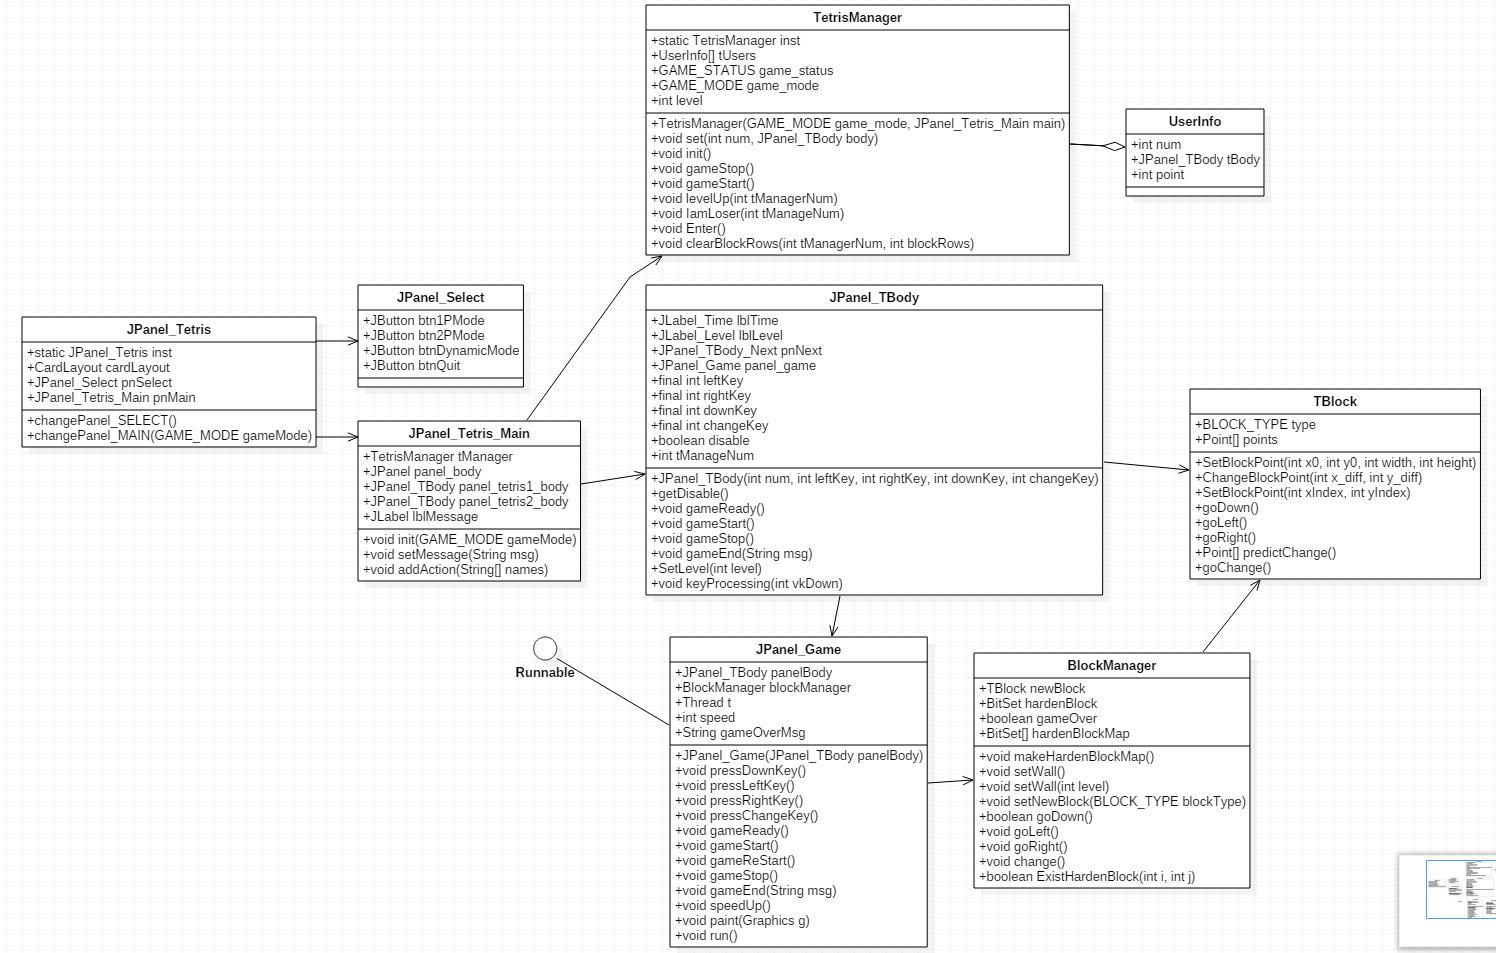 TetrisManager
+static TetrisManager inst
+UserInfo[] tUsers
+GAME_STATUS game_status
+GAME_MODE game_mode
+int level
+TetrisManager(GAME_MODE game_mode, JPanel_Tetris_Main main)
+void set(int num, JPanel_TBody body)
+void init()
+void gameStop()
+void gameStart()
+void levelUp(int tManagerNum)
+void IamLoser(int tManageNum)
+void Enter()
+void clearBlockRows(int tManagerNum, int blockRows)
UserInfo
+int num
+JPanel_TBody tBody
+int point
JPanel_Tetris
+static JPanel_Tetris inst
+CardLayout cardLayout
+JPanel_Select pnSelect
+JPanel_Tetris_Main pnMain
+changePanel_SELECT()
+changePanel_MAIN(GAME_MODE gameMode)
JPanel_Select
+JButton btn1PMode
+JButton btn2PMode
+JButton btnDynamicMode
+JButton btnQuit
JPanel_Tetris_Main
+TetrisManager tManager
+JPanel panel_body
+JPanel_TBody panel_tetris1_body
+JPanel_TBody panel_tetris2_body
+JLabel lblMessage
+void init(GAME_MODE gameMode)
+void setMessage(String msg)
+void addAction(String[] names)
JPanel_TBody
+JLabel_Time lblTime
+JLabel_Level lblLevel
+JPanel_TBody_Next pnNext
+JPanel_Game panel_game
+final int leftKey
+final int rightKey
+final int downKey
+final int changeKey
+boolean disable
+int tManageNum
+JPanel_TBody(int num, int leftKey, int rightKey, int downKey, int changeKey)
+getDisable()
+void gameReady()
+void gameStart()
+void gameStop()
+void gameEnd(String msg)
+SetLevel(int level)
+void keyProcessing(int vkDown)
TBlock
+BLOCK_TYPE type
+Point[] points
+SetBlockPoint(int x0, int y0, int width, int height)
+ChangeBlockPoint(int x_diff, int y_diff)
+SetBlockPoint(int xIndex, int yIndex)
+goDown()
+goLeft()
+goRight()
+Point[] predictChange()
+goChange()
Runnable
JPanel_Game
+JPanel_TBody panelBody
+BlockManager blockManager
+Thread t
+int speed
+String gameOverMsg
+JPanel_Game(JPanel_TBody panelBody)
+void pressDownKey()
+void pressLeftKey()
+void pressRightKey()
+void pressChangeKey()
+void gameReady()
+void gameStart()
+void gameReStart()
+void gameStop()
+void gameEnd(String msg)
+void speedUp()
+void paint(Graphics g)
+void run()
BlockManager
+TBlock newBlock
+BitSet hardenBlock
+boolean gameOver
+BitSet[] hardenBlockMap
+void makeHardenBlockMap()
+void setWall()
+void setWall(int level)
+void setNewBlock(BLOCK_TYPE blockType)
+boolean goDown()
+void goLeft()
+void goRight()
+void change()
+boolean ExistHardenBlock(int i, int j)